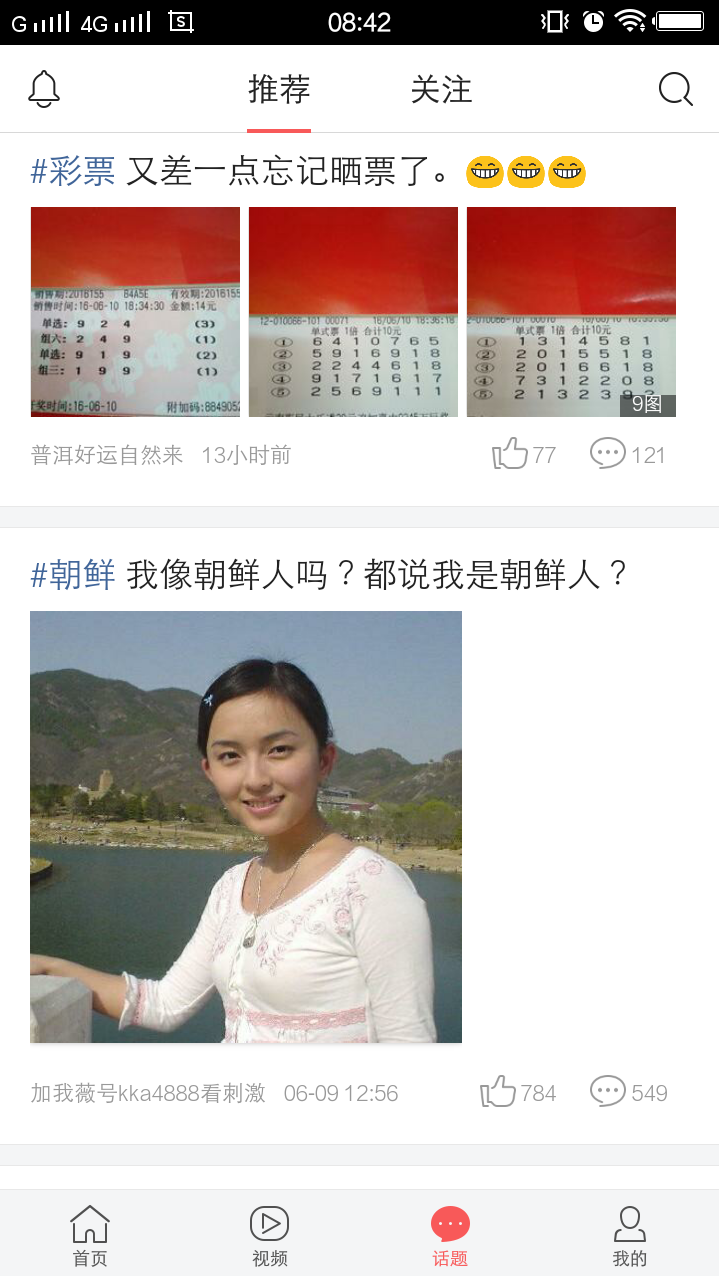 G 4G 08:42
推荐 关注
#彩票 又差一点忘记晒票了。😁😁😁
销售期:2016155 B4A5E 有效期:2016155
销售时间:16-06-10 18:34:30 金额:14元
单选: 9 2 4 (3)
组六: 2 4 9 (1)
单选: 9 1 9 (2)
组三: 1 9 9 (1)
开奖时间:16-06-10 附加码:8849052
12-010066-101 00071 16/06/10 18:36:18
单式票 1倍 合计10元
① 6 4 1 0 7 6 5
② 5 9 1 6 9 1 8
③ 2 2 4 4 6 1 8
④ 9 1 7 1 6 1 7
⑤ 2 5 6 9 1 1 1
单式票 1倍 合计10元
① 1 3 1 4 5 8 1
② 2 0 1 5 5 1 8
③ 2 0 1 6 6 1 8
④ 7 3 1 2 2 0 8
⑤ 2 1 3 2 3 9
9图
普洱好运自然来 13小时前 77 121
#朝鲜 我像朝鲜人吗？都说我是朝鲜人？
加我薇号kka4888看刺激 06-09 12:56 784 549
首页 视频 话题 我的